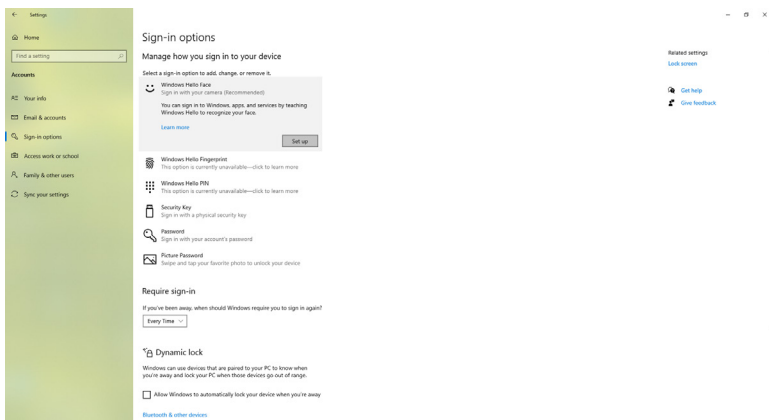 Settings
Home
Find a setting
Accounts
Your info
Email & accounts
Sign-in options
Access work or school
Family & other users
Sync your settings
Sign-in options
Manage how you sign in to your device
Select a sign-in option to add, change, or remove it.
Windows Hello Face
Sign in with your camera (Recommended)
You can sign in to Windows, apps, and services by teaching
Windows Hello to recognize your face.
Learn more
Set up
Windows Hello Fingerprint
This option is currently unavailable—click to learn more
Windows Hello PIN
This option is currently unavailable—click to learn more
Security Key
Sign in with a physical security key
Password
Sign in with your account's password
Picture Password
Swipe and tap your favorite photo to unlock your device
Require sign-in
If you've been away, when should Windows require you to sign in again?
Every Time
Dynamic lock
Windows can use devices that are paired to your PC to know when
you're away and lock your PC when those devices go out of range.
Allow Windows to automatically lock your device when you're away
Bluetooth & other devices
Related settings
Lock screen
Get help
Give feedback